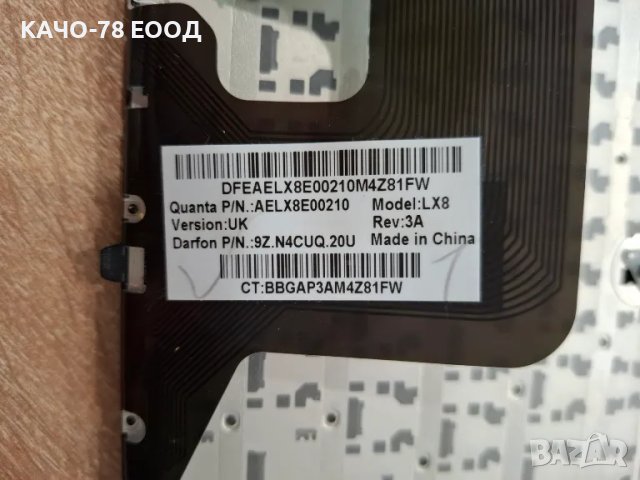 КАЧО-78 ЕООД
DFEAELX8E00210M4Z81FW
Quanta P/N.:AELX8E00210 Model:LX8
Version:UK Rev:3A
Darfon P/N.:9Z.N4CUQ.20U Made in China
CT:BBGAP3AM4Z81FW
BAZAR